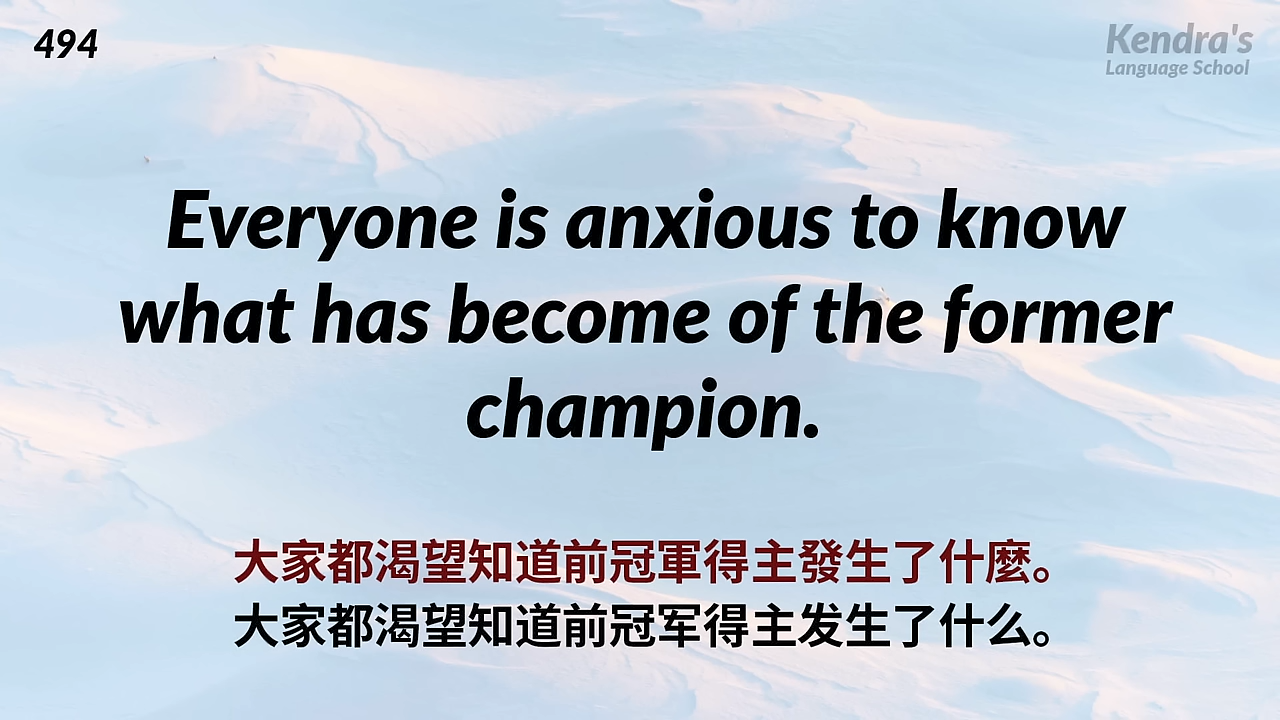 494
Kendra's
Language School
Everyone is anxious to know
what has become of the former
champion.
大家都渴望知道前冠軍得主發生了什麼。
大家都渴望知道前冠军得主发生了什么。